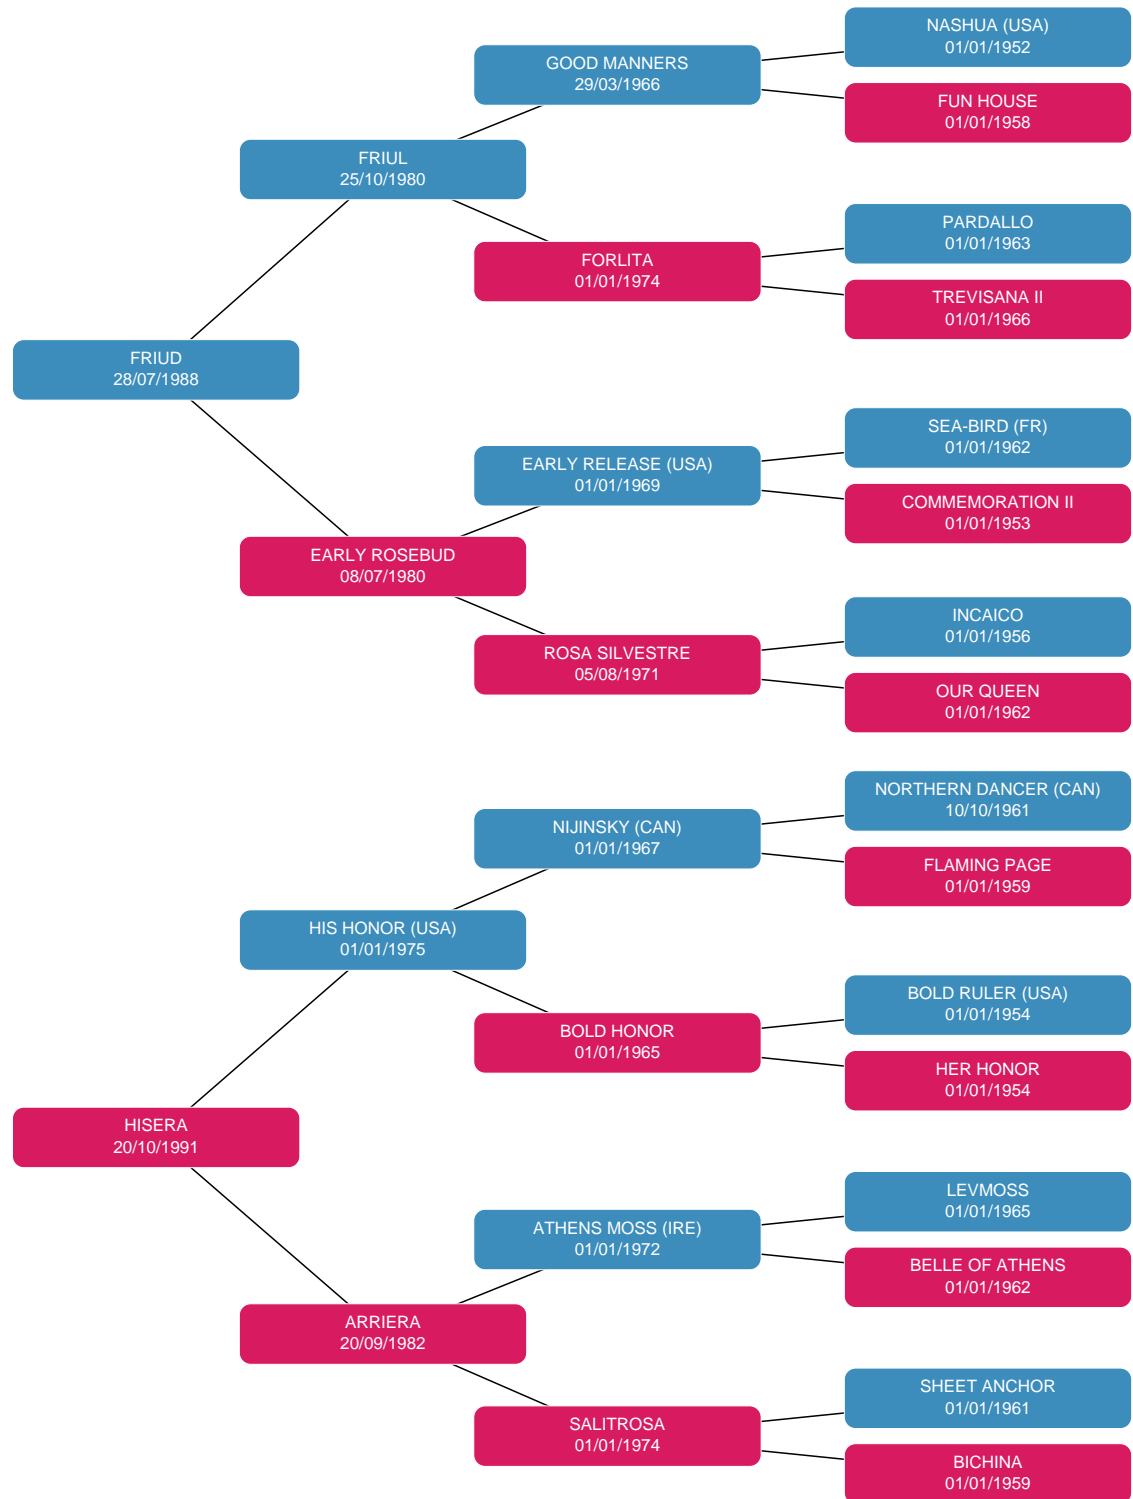 NASHUA (USA)
01/01/1952
GOOD MANNERS
29/03/1966
FUN HOUSE
01/01/1958
FRIUL
25/10/1980
PARDALLO
01/01/1963
FORLITA
01/01/1974
TREVISANA II
01/01/1966
FRIUD
28/07/1988
SEA-BIRD (FR)
01/01/1962
EARLY RELEASE (USA)
01/01/1969
COMMEMORATION II
01/01/1953
EARLY ROSEBUD
08/07/1980
INCAICO
01/01/1956
ROSA SILVESTRE
05/08/1971
OUR QUEEN
01/01/1962
NORTHERN DANCER (CAN)
10/10/1961
NIJINSKY (CAN)
01/01/1967
FLAMING PAGE
01/01/1959
HIS HONOR (USA)
01/01/1975
BOLD RULER (USA)
01/01/1954
BOLD HONOR
01/01/1965
HER HONOR
01/01/1954
HISERA
20/10/1991
LEVMOSS
01/01/1965
ATHENS MOSS (IRE)
01/01/1972
BELLE OF ATHENS
01/01/1962
ARRIERA
20/09/1982
SHEET ANCHOR
01/01/1961
SALITROSA
01/01/1974
BICHINA
01/01/1959